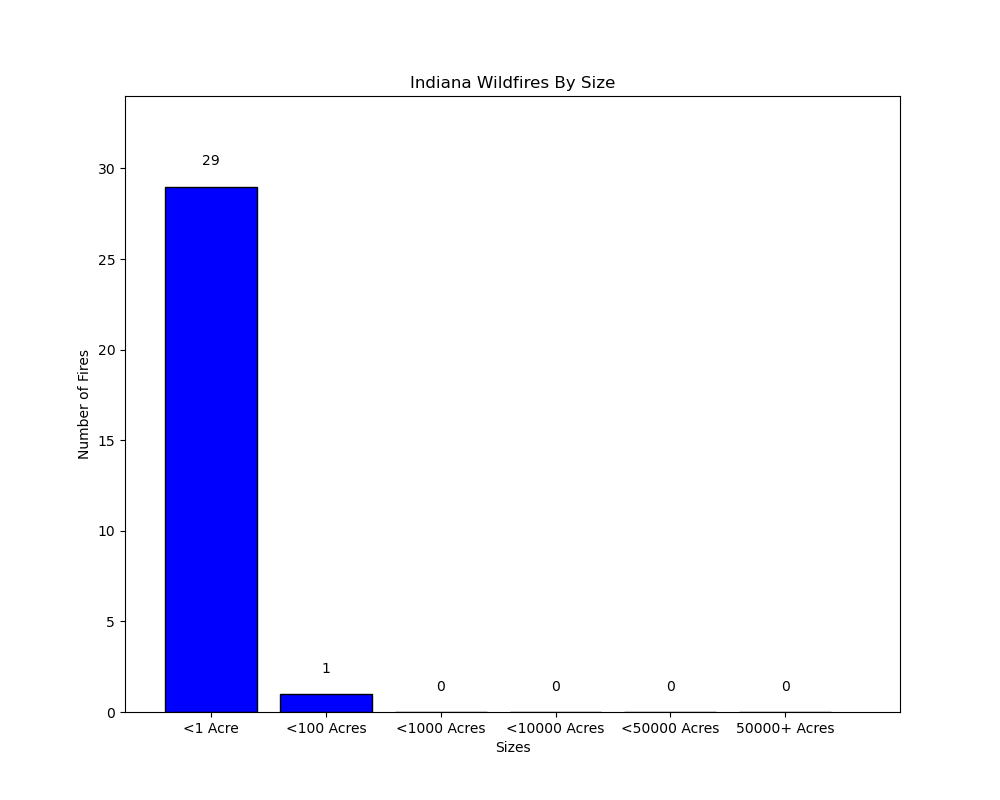 Indiana Wildfires By Size
29
30
25
20
15
10
5
0
Number of Fires
1
0
0
0
0
<1 Acre
<100 Acres
<1000 Acres
<10000 Acres
<50000 Acres
50000+ Acres
Sizes